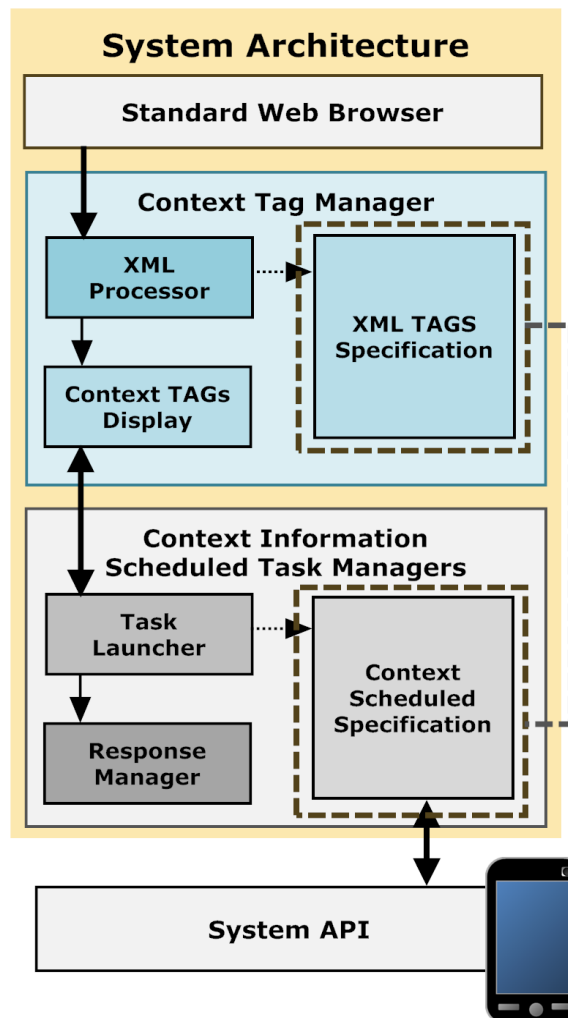 System Architecture
Standard Web Browser
Context Tag Manager
XML
Processor
XML TAGS
Specification
Context TAGs
Display
Context Information
Scheduled Task Managers
Task
Launcher
Context
Scheduled
Specification
Response
Manager
System API